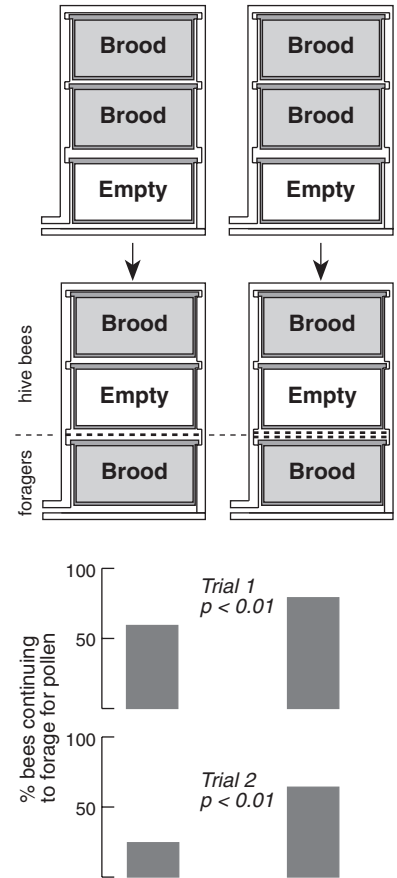 Brood
Brood
Empty
Brood
Brood
Empty
hive bees
foragers
Brood
Empty
Brood
Brood
Empty
Brood
% bees continuing
to forage for pollen
100
50
Trial 1
p < 0.01
100
50
Trial 2
p < 0.01